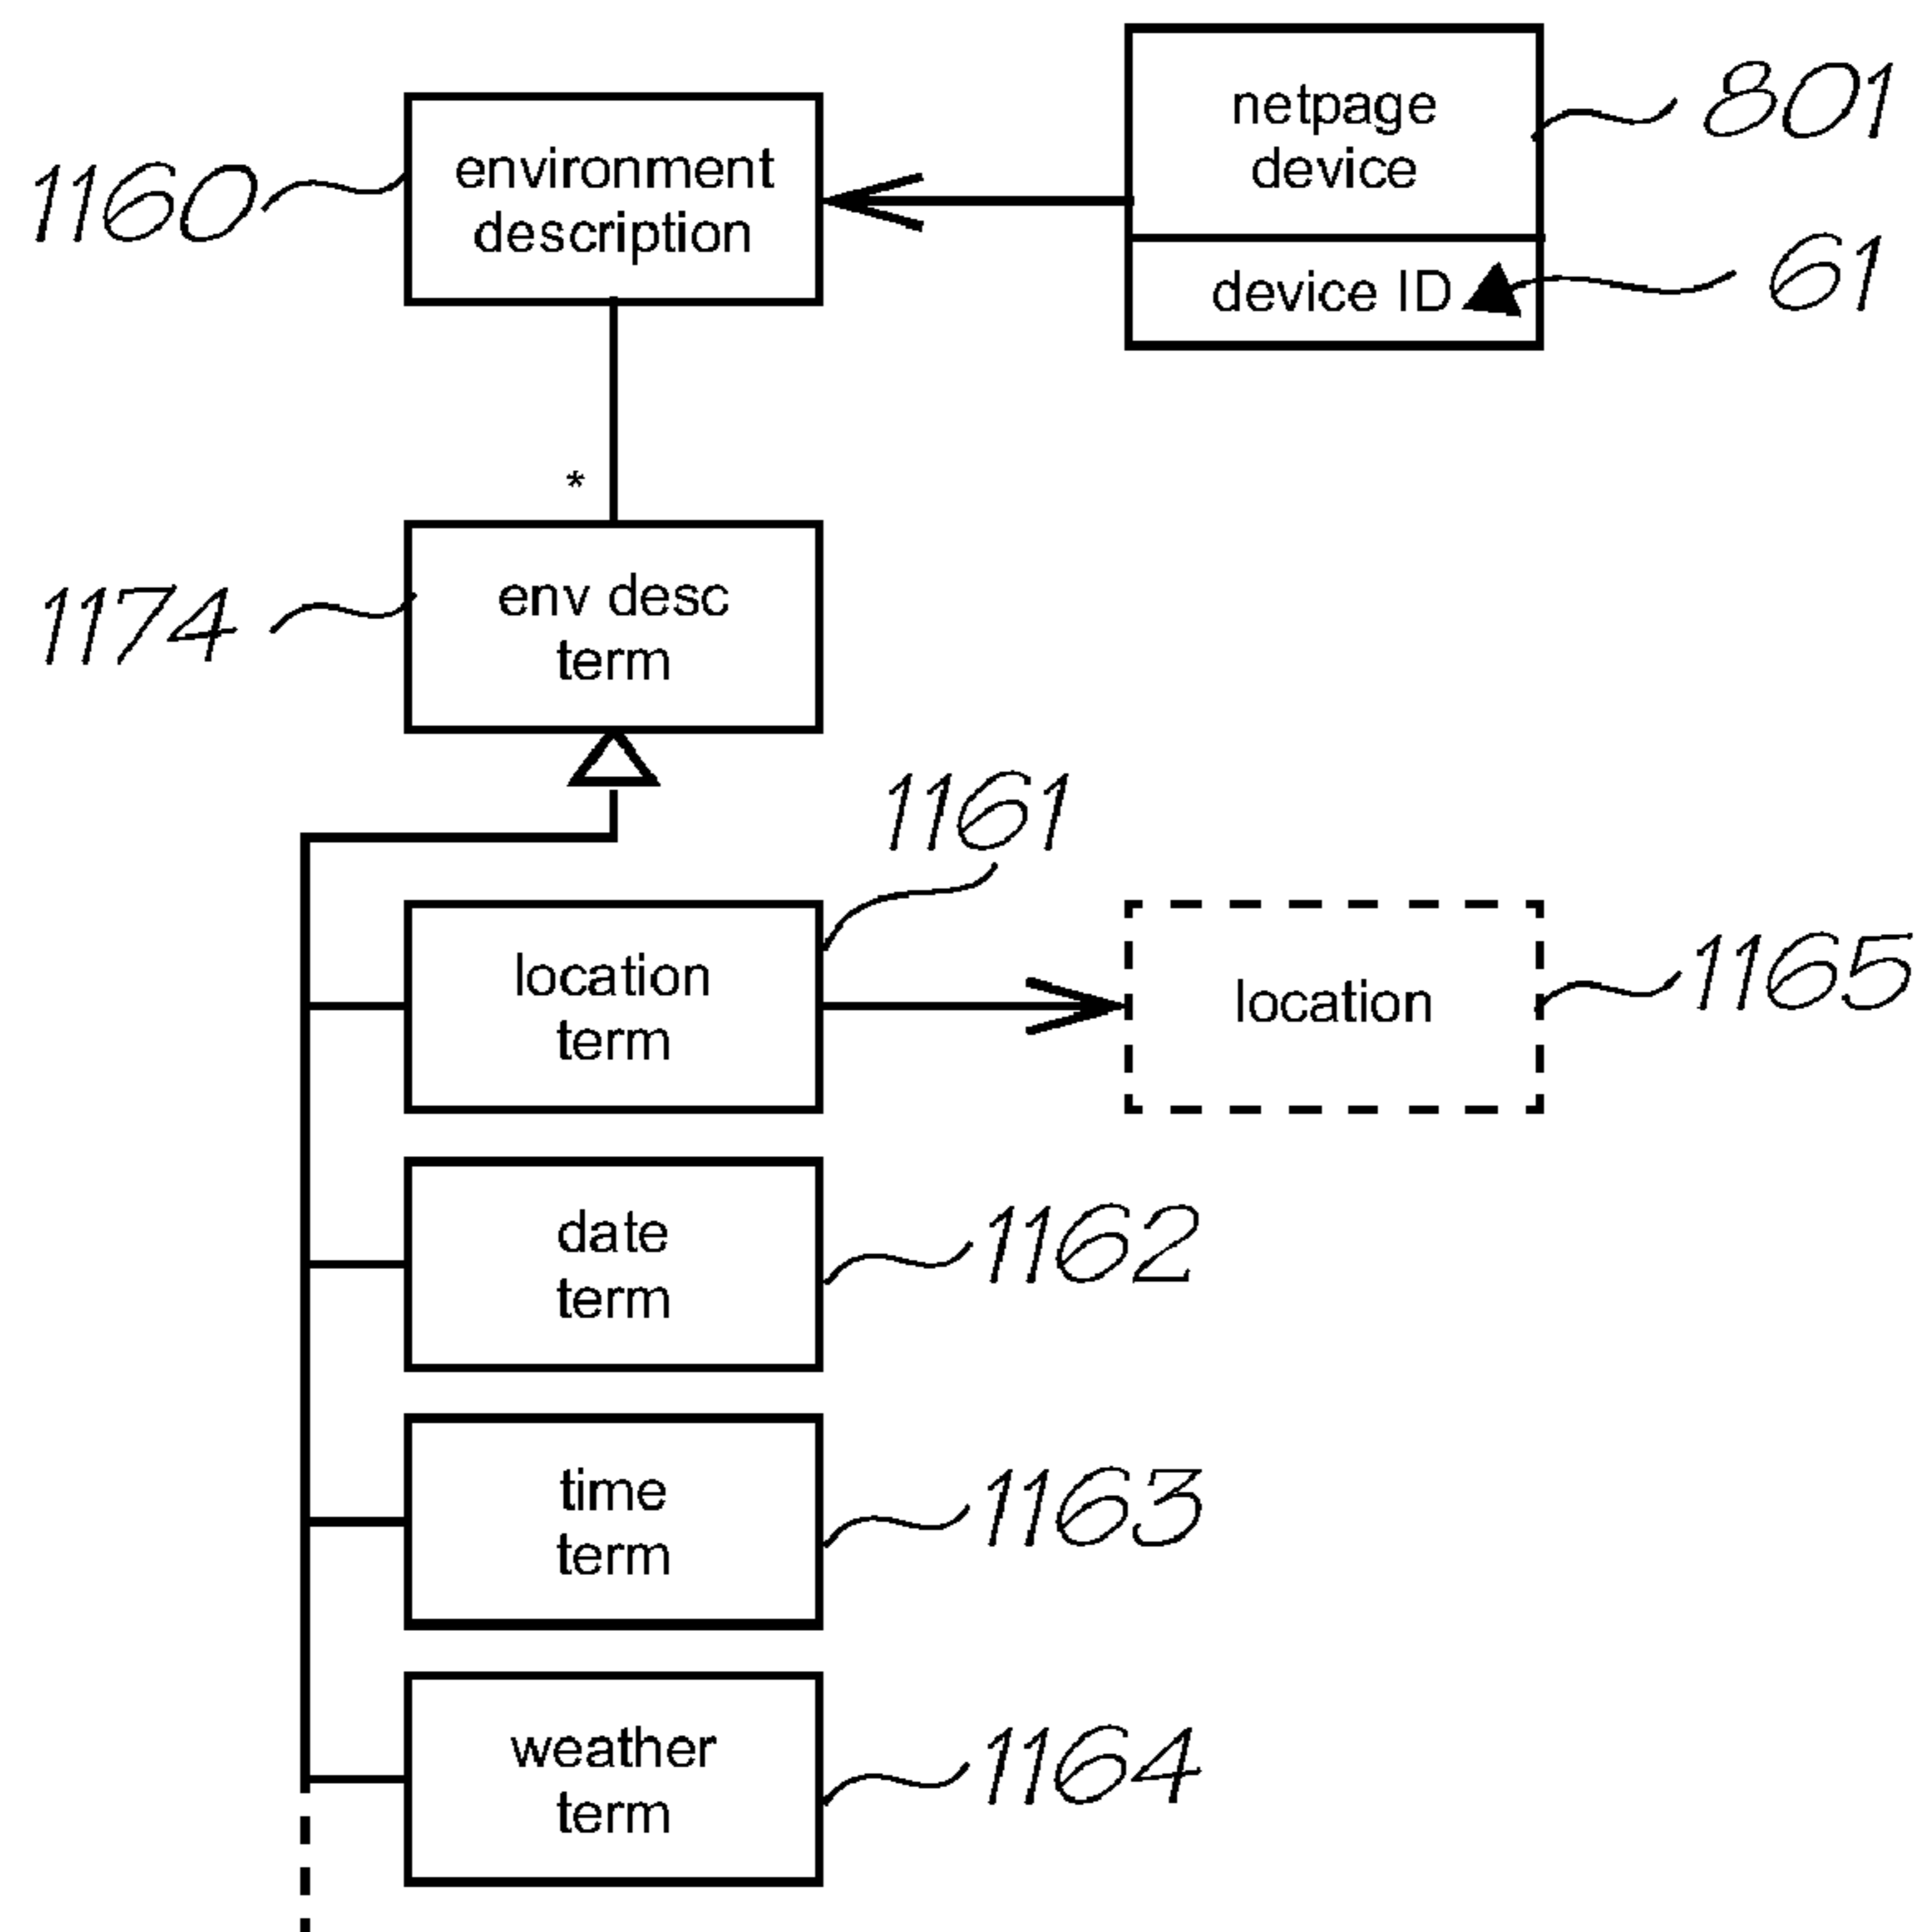 netpage
device
801
environment
description
1160
device ID
61
*
env desc
term
1174
1161
location
term
location
1165
date
term
1162
time
term
1163
weather
term
1164